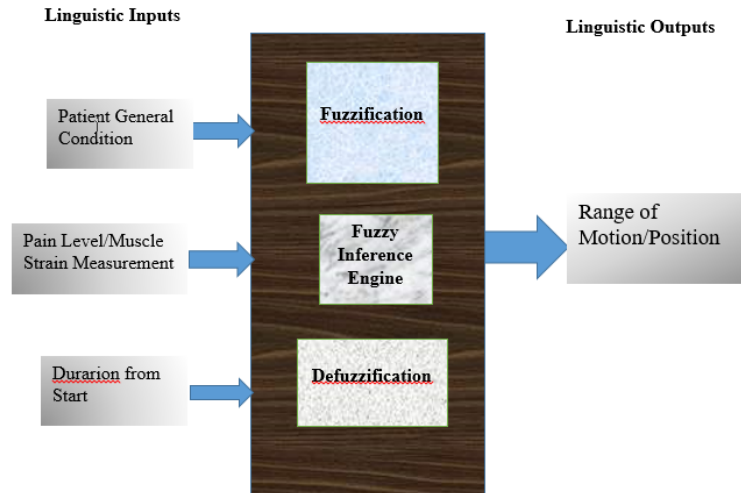 Linguistic Inputs
Linguistic Outputs
Patient General
Condition
Fuzzification
Pain Level/Muscle
Strain Measurement
Fuzzy
Inference
Engine
Range of
Motion/Position
Durarion from
Start
Defuzzification